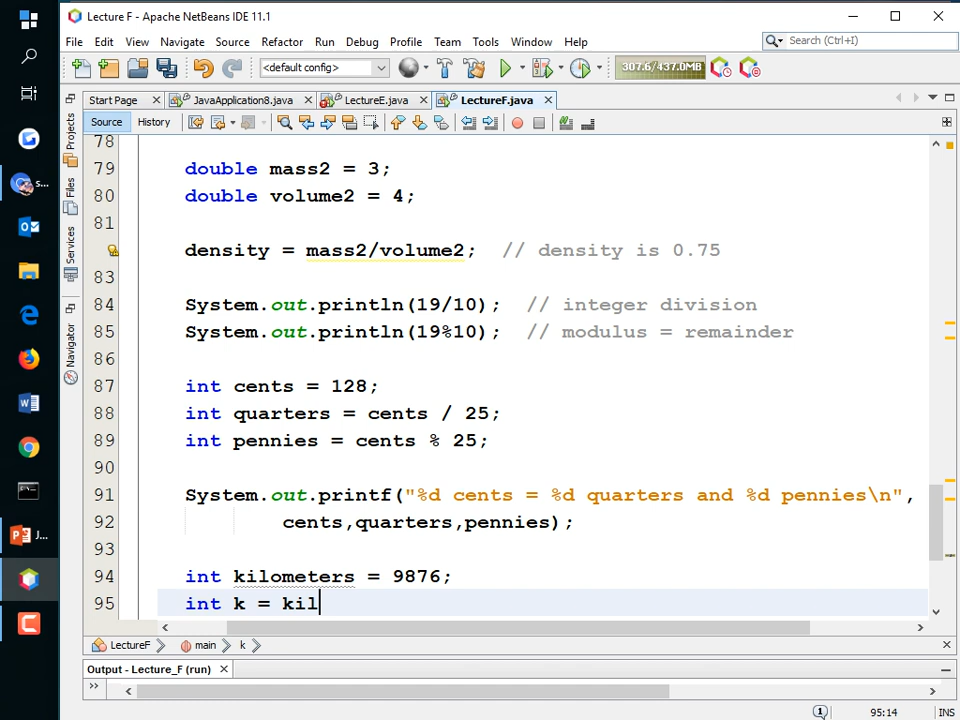 Lecture F - Apache NetBeans IDE 11.1
File Edit View Navigate Source Refactor Run Debug Profile Team Tools Window Help
Search (Ctrl+I)
<default config>
307.6/437.0MB
Start Page
JavaApplication8.java
LectureE.java
LectureF.java
Source History
Projects
Files
Services
Navigator
s...
J...
78
79 double mass2 = 3;
80 double volume2 = 4;
81
density = mass2/volume2; // density is 0.75
83
84 System.out.println(19/10); // integer division
85 System.out.println(19%10); // modulus = remainder
86
87 int cents = 128;
88 int quarters = cents / 25;
89 int pennies = cents % 25;
90
91 System.out.printf("%d cents = %d quarters and %d pennies\n",
92 cents,quarters,pennies);
93
94 int kilometers = 9876;
95 int k = kil
LectureF main k
Output - Lecture_F (run)
1 95:14 INS